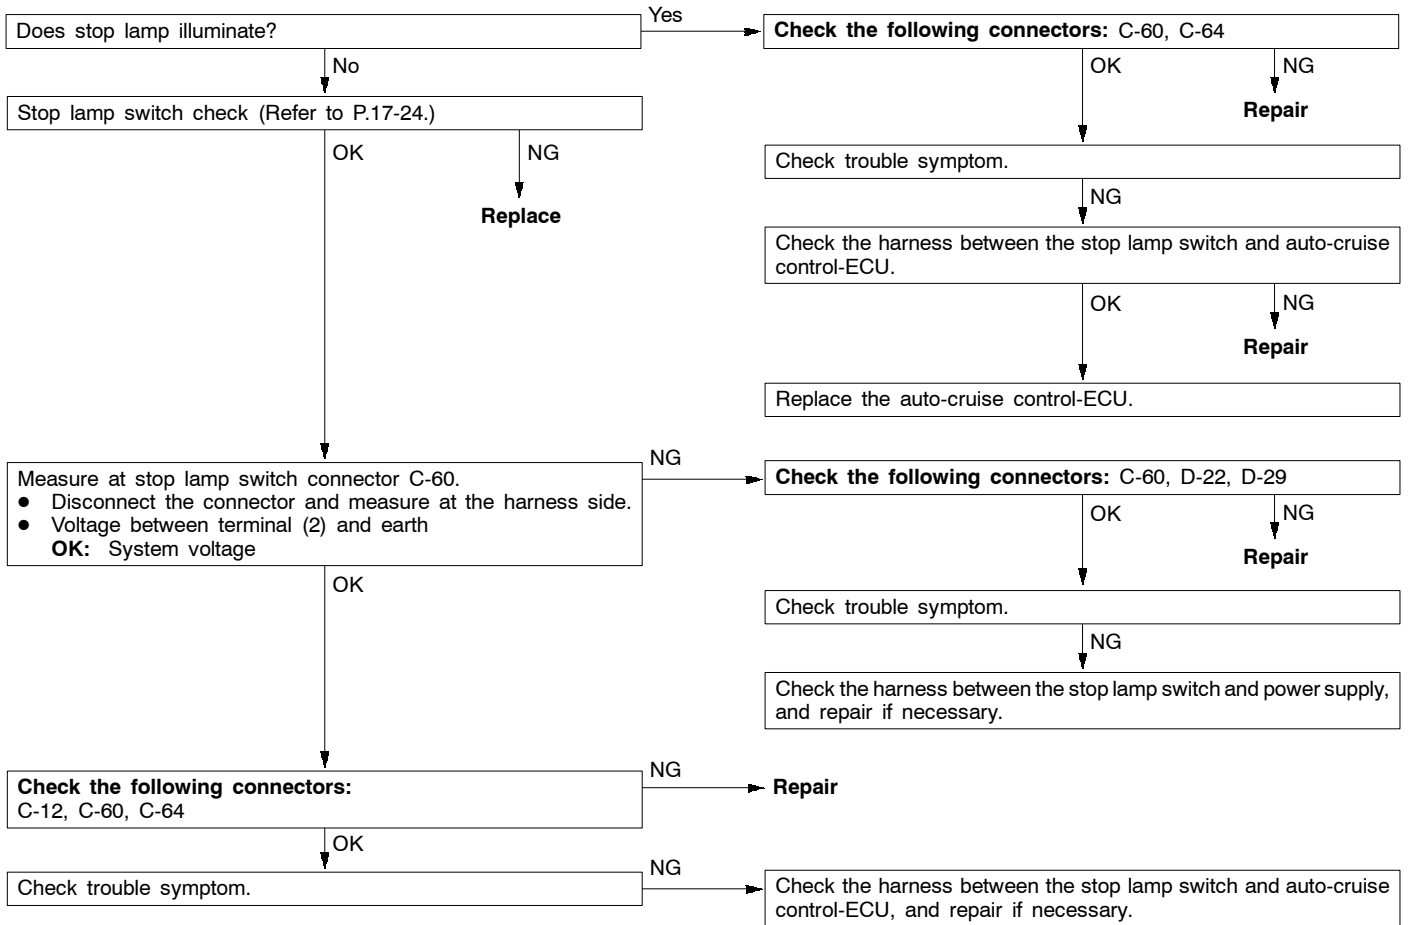 Does stop lamp illuminate?
Yes
Check the following connectors: C-60, C-64
No
OK
NG
Repair
Stop lamp switch check (Refer to P.17-24.)
OK
NG
Replace
Check trouble symptom.
NG
Check the harness between the stop lamp switch and auto-cruise
control-ECU.
OK
NG
Repair
Replace the auto-cruise control-ECU.
Measure at stop lamp switch connector C-60.
● Disconnect the connector and measure at the harness side.
● Voltage between terminal (2) and earth
OK: System voltage
NG
Check the following connectors: C-60, D-22, D-29
OK
NG
Repair
OK
Check trouble symptom.
NG
Check the harness between the stop lamp switch and power supply,
and repair if necessary.
Check the following connectors:
C-12, C-60, C-64
NG
Repair
OK
Check trouble symptom.
NG
Check the harness between the stop lamp switch and auto-cruise
control-ECU, and repair if necessary.